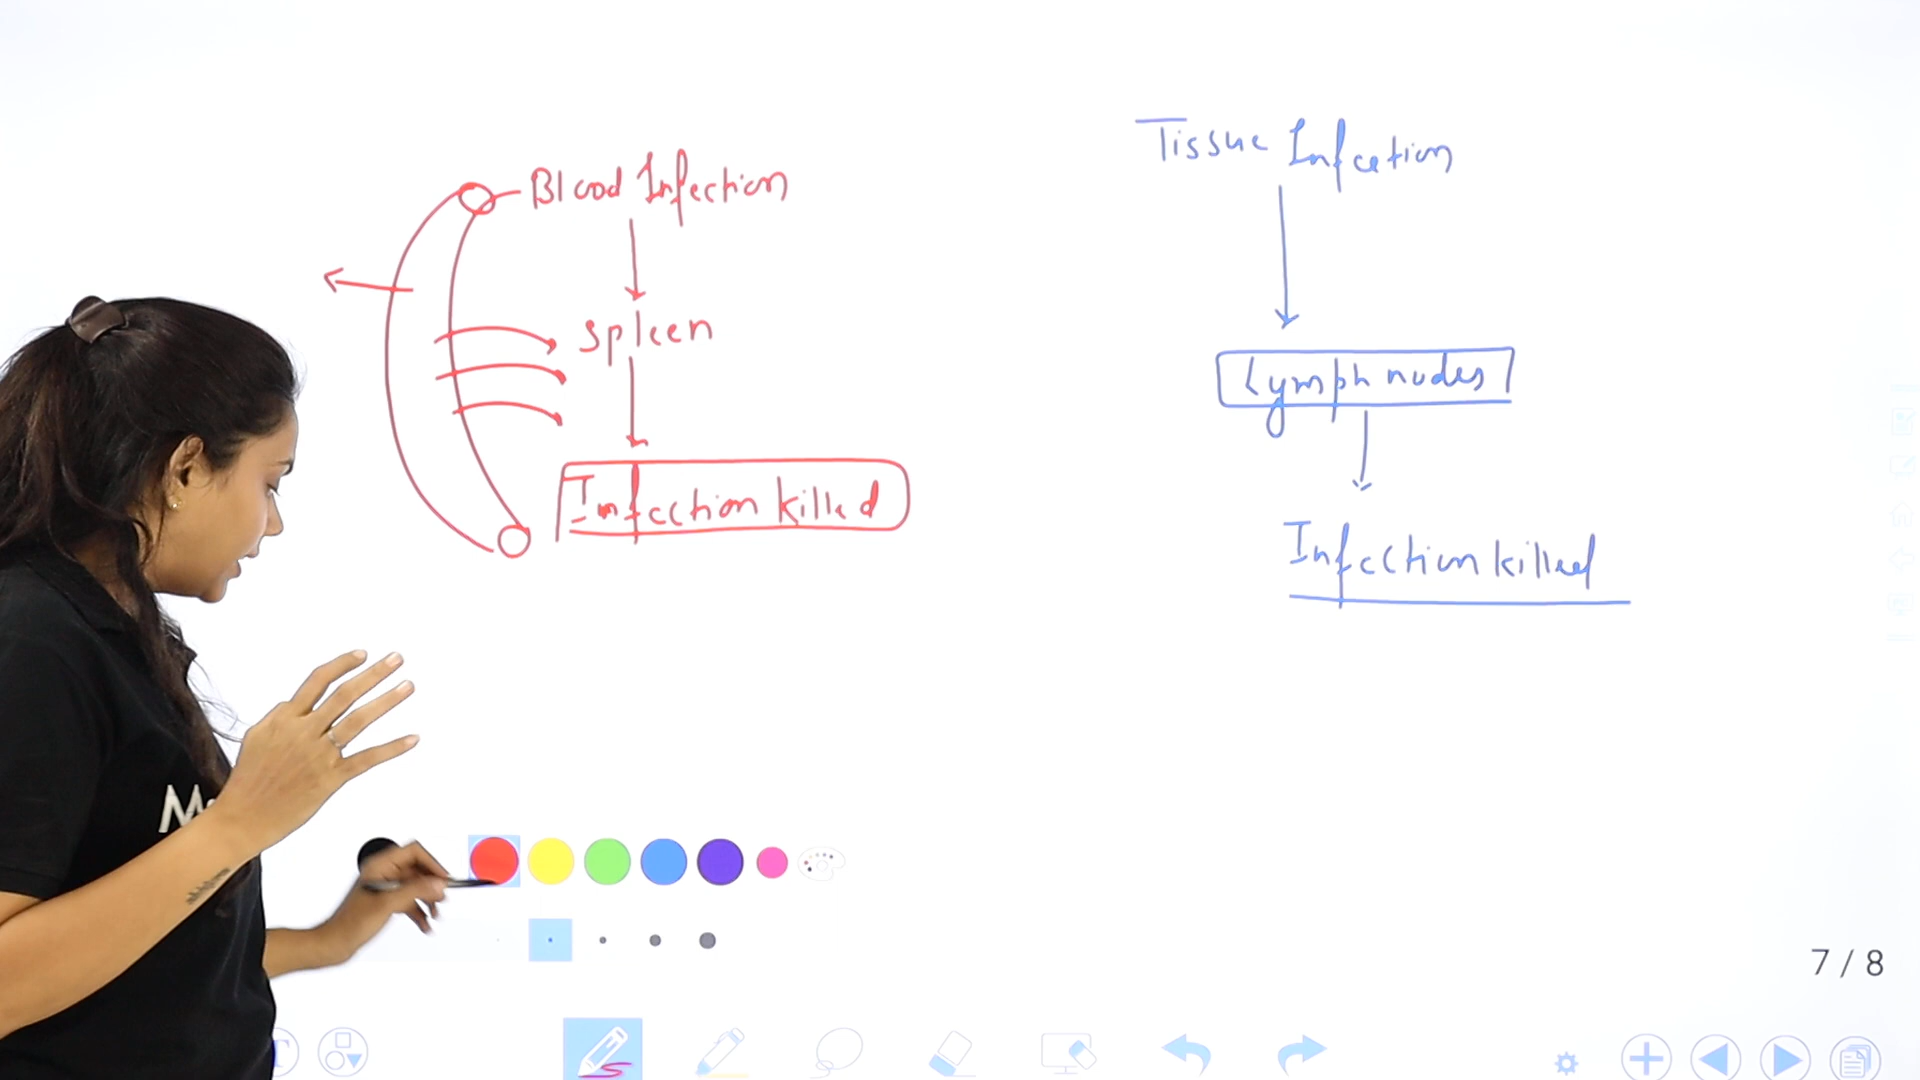 Blood Infection
Spleen
Infection killed
Tissue Infection
Lymph nodes
Infection killed
7 / 8